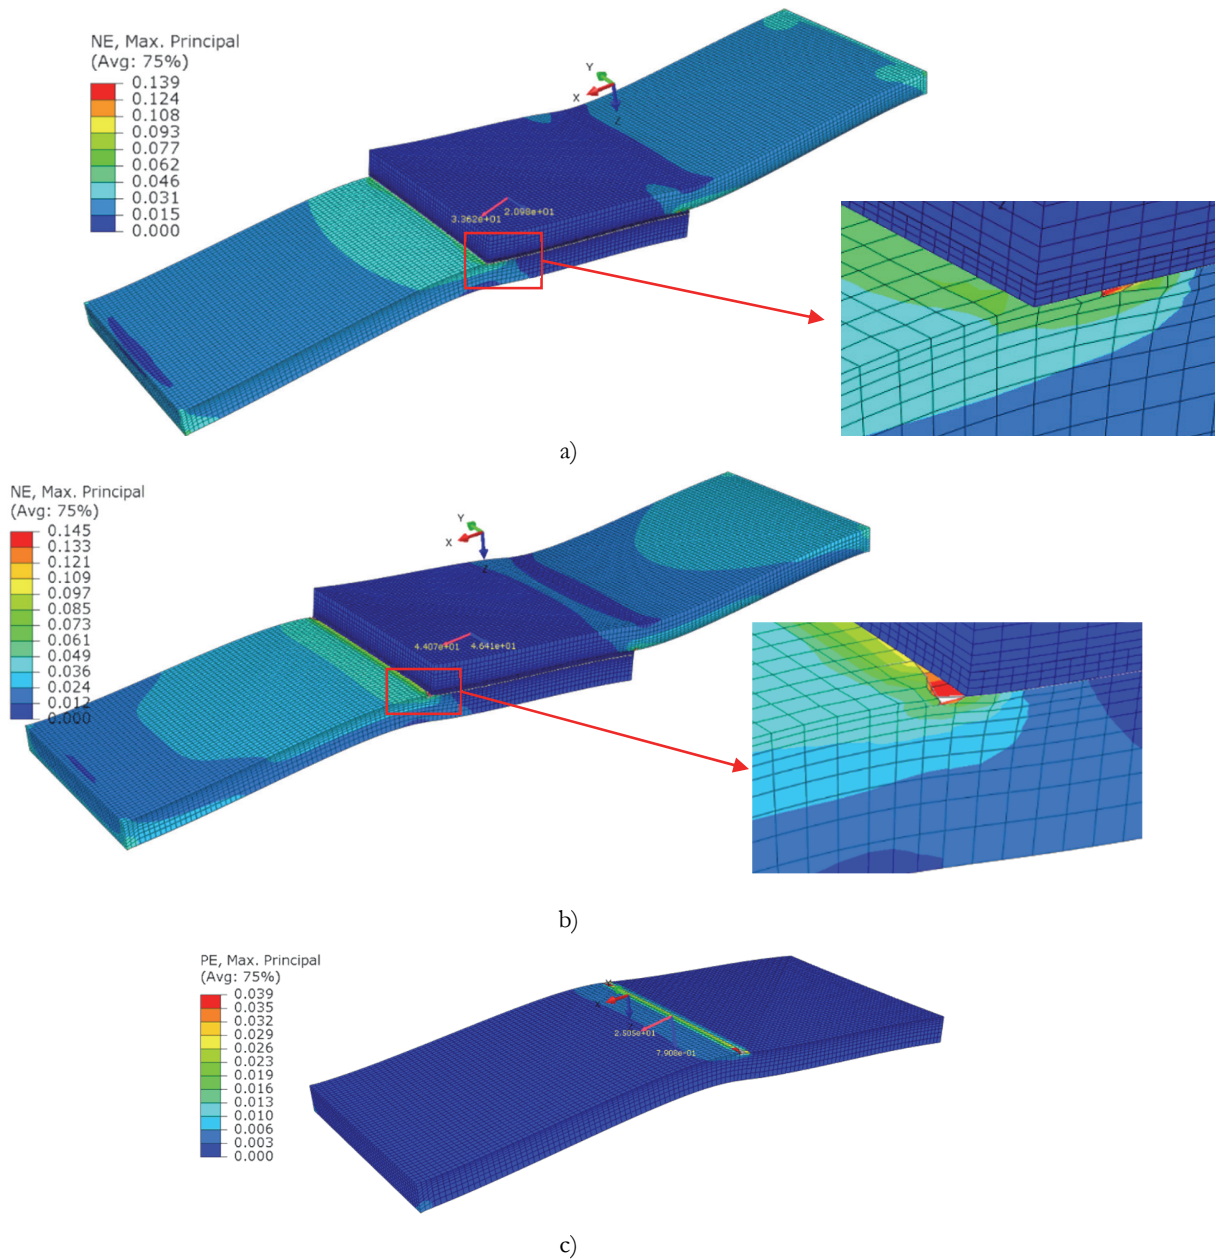 NE, Max. Principal
(Avg: 75%)
0.139
0.124
0.108
0.093
0.077
0.062
0.046
0.031
0.015
0.000
Y
X
Z
3.362e+01
2.098e+01
a)
NE, Max. Principal
(Avg: 75%)
0.145
0.133
0.121
0.109
0.097
0.085
0.073
0.061
0.049
0.036
0.024
0.012
0.000
Y
X
Z
4.407e+01
4.641e+01
b)
PE, Max. Principal
(Avg: 75%)
0.039
0.035
0.032
0.029
0.026
0.023
0.019
0.016
0.013
0.010
0.006
0.003
0.000
2.505e+01
7.908e-01
c)